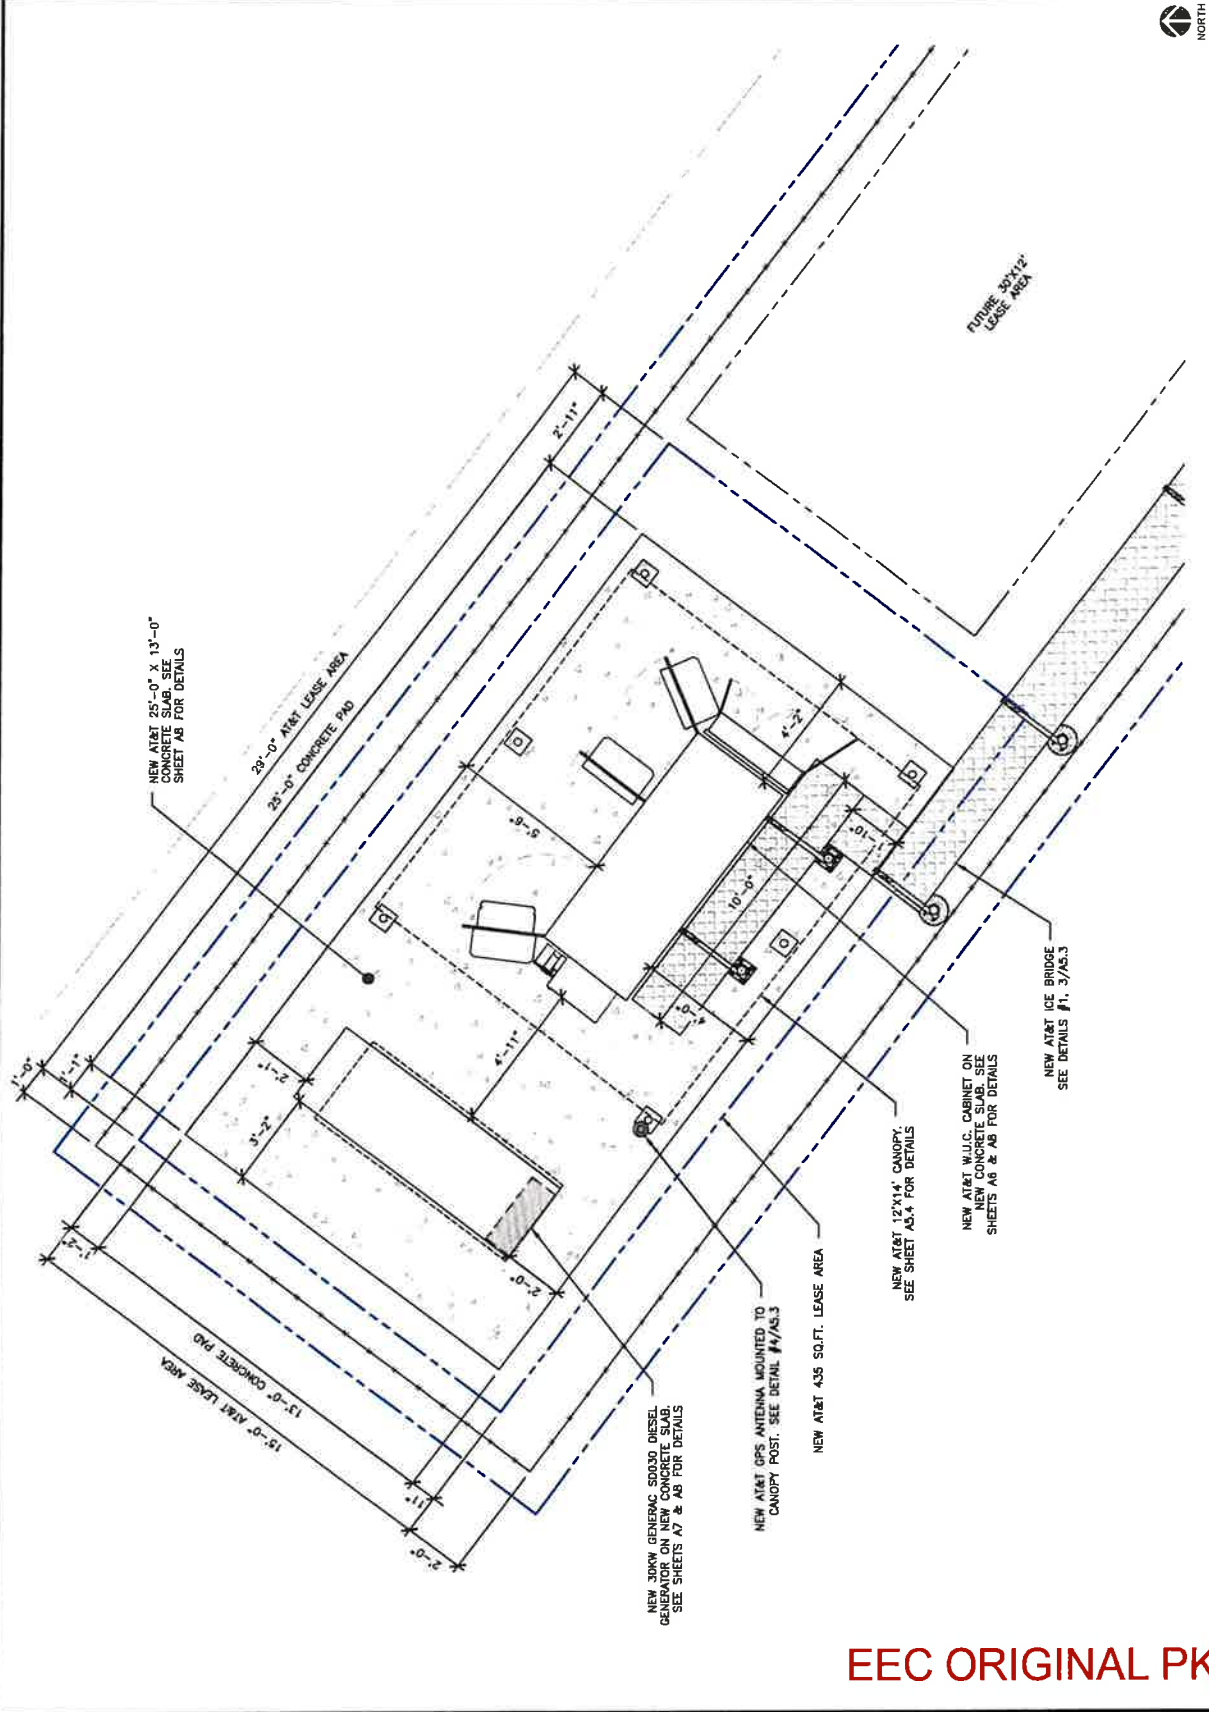 NORTH
FUTURE 30'X12'
LEASE AREA
2'-11"
NEW AT&T 25'-0" X 13'-0"
CONCRETE SLAB. SEE
SHEET A8 FOR DETAILS
29'-0" AT&T LEASE AREA
25'-0" CONCRETE PAD
4'-2"
5'-6"
10'-0"
4'-11"
2'-1"
3'-2"
1'-0"
1'-1"
1'-2"
2'-0"
13'-0" CONCRETE PAD
15'-0" AT&T LEASE AREA
11"
2'-0"
NEW AT&T ICE BRIDGE
SEE DETAILS #1, 3/A5.3
NEW AT&T W.U.C. CABINET ON
NEW CONCRETE SLAB. SEE
SHEETS A6 & A8 FOR DETAILS
NEW AT&T 12'X14' CANOPY.
SEE SHEET A5.4 FOR DETAILS
NEW AT&T 435 SQ.FT. LEASE AREA
NEW AT&T GPS ANTENNA MOUNTED TO
CANOPY POST. SEE DETAIL #4/A5.3
NEW 30KW GENERAC SD030 DIESEL
GENERATOR ON NEW CONCRETE SLAB.
SEE SHEETS A7 & A8 FOR DETAILS
EEC ORIGINAL PK